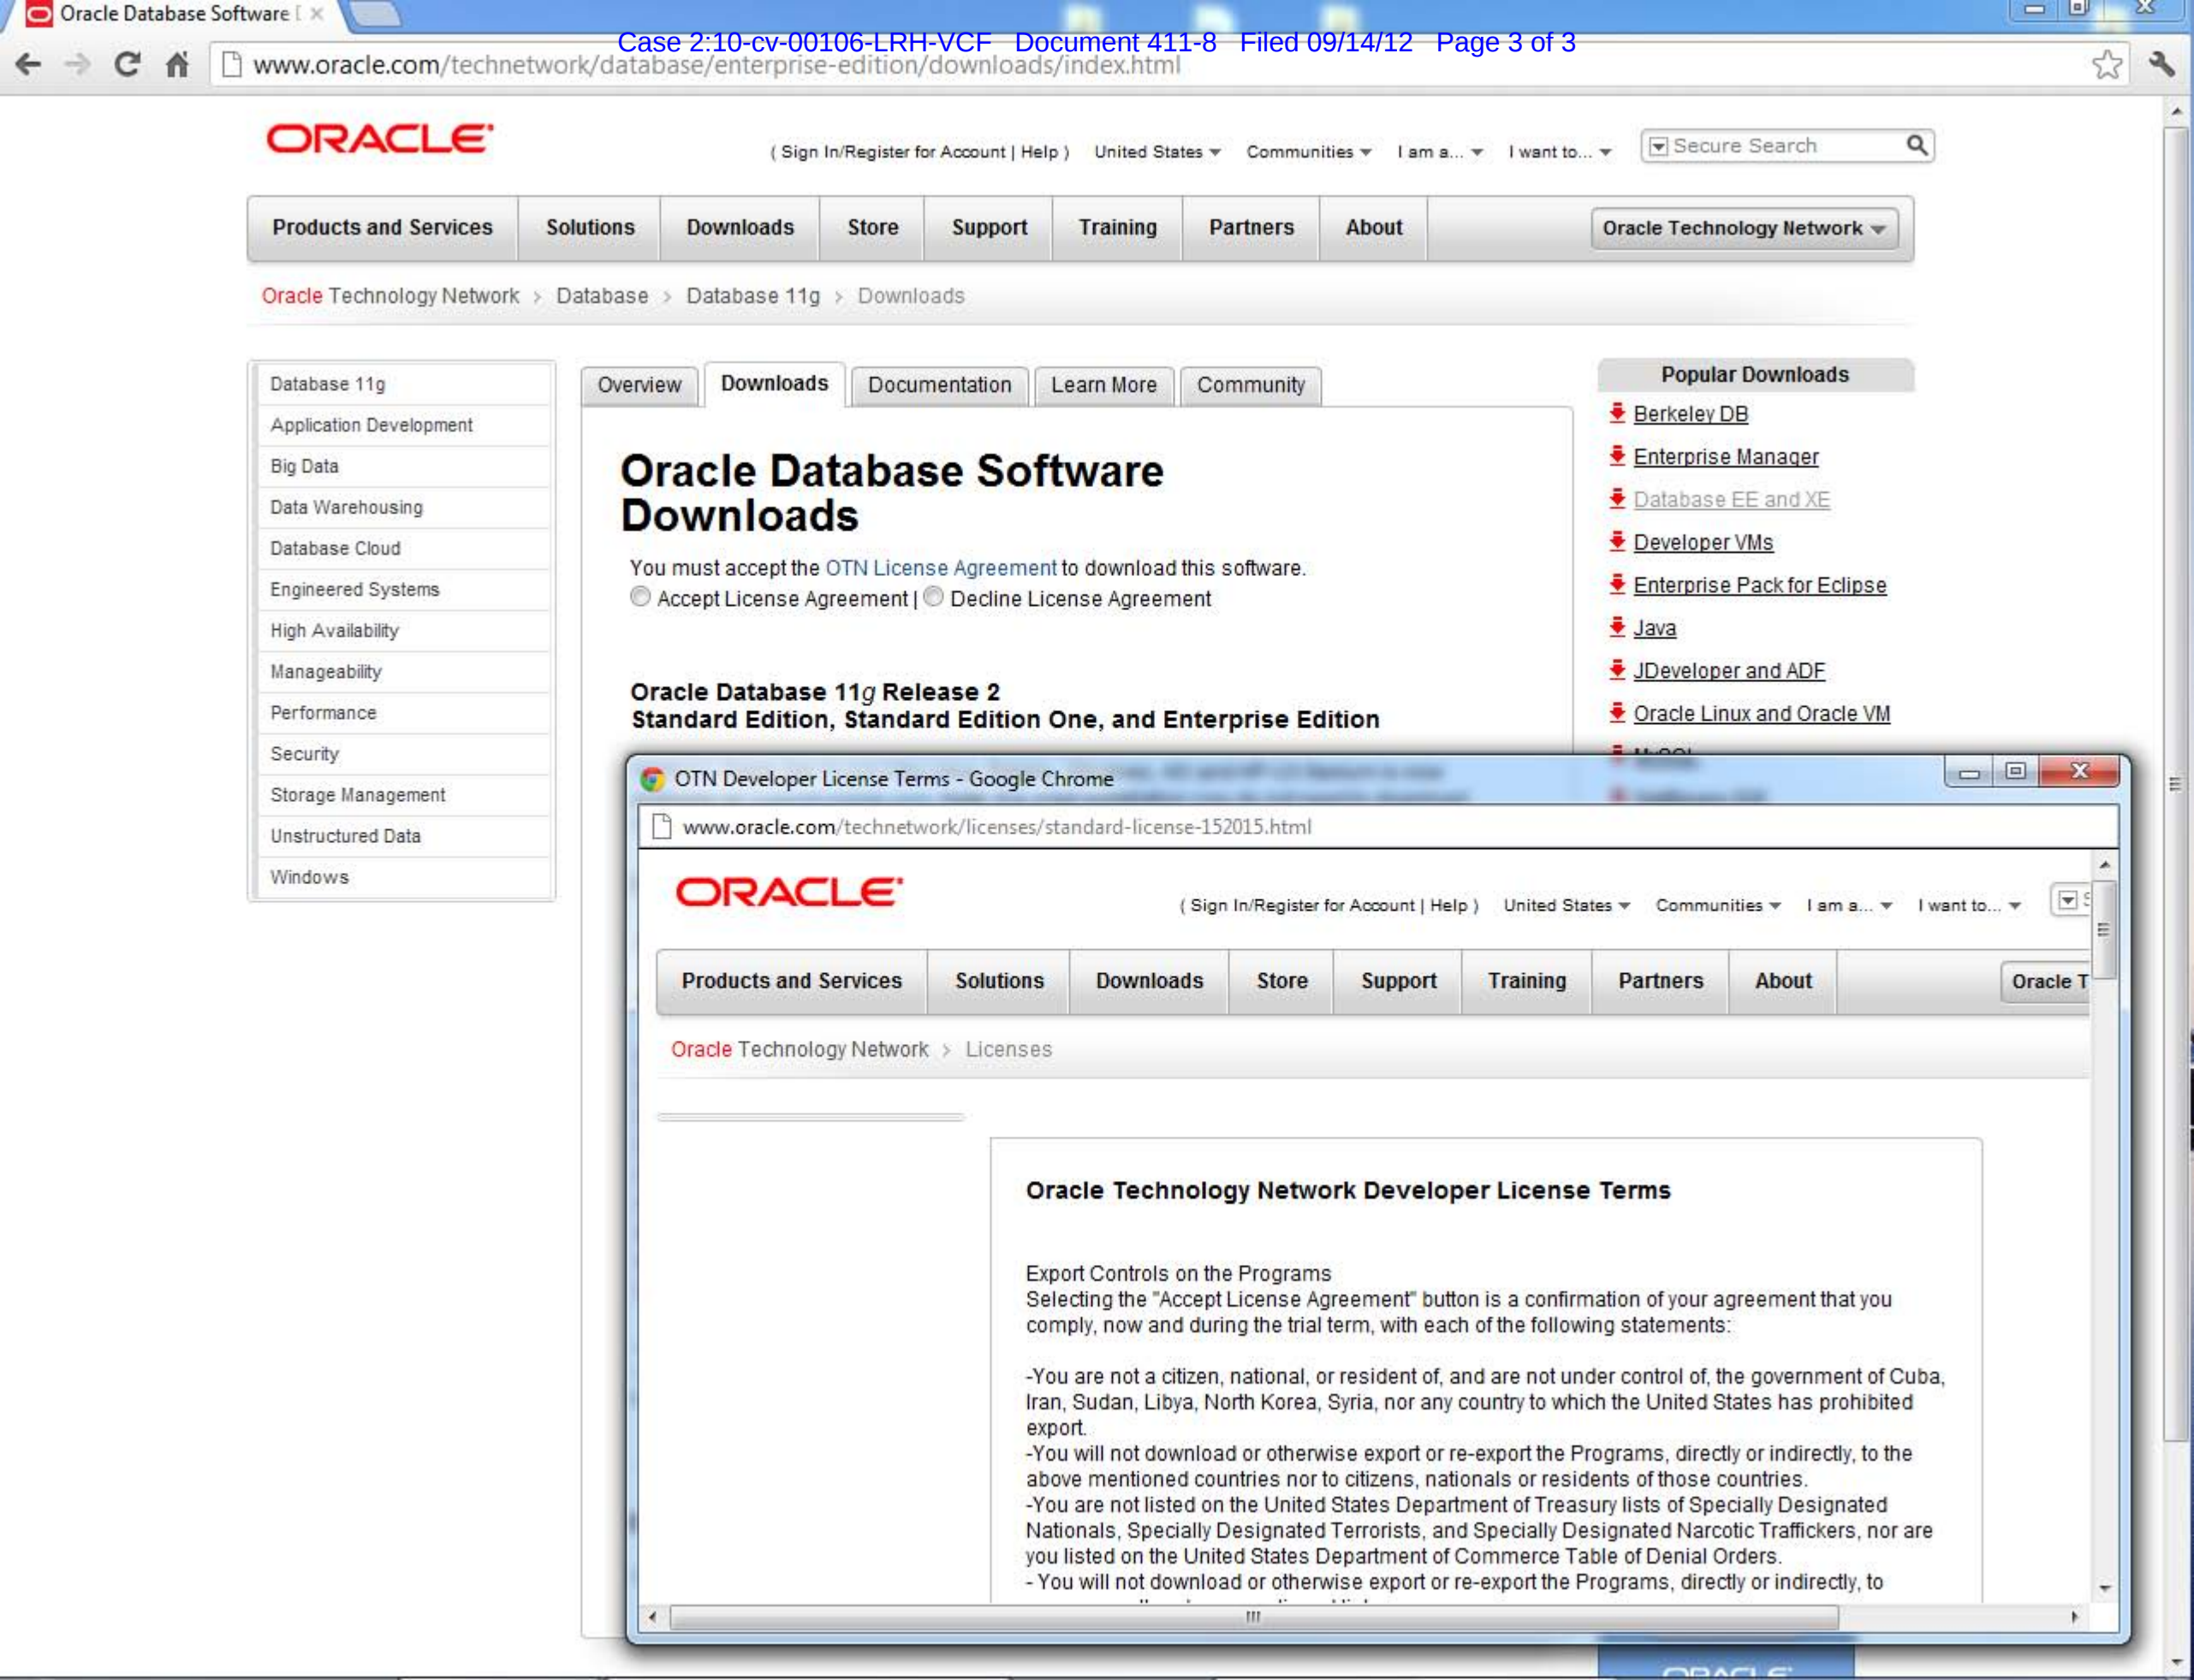 Oracle Database Software [
Case 2:10-cv-00106-LRH-VCF Document 411-8 Filed 09/14/12 Page 3 of 3
www.oracle.com/technetwork/database/enterprise-edition/downloads/index.html
ORACLE
( Sign In/Register for Account | Help ) United States Communities I am a... I want to... Secure Search
Products and Services Solutions Downloads Store Support Training Partners About Oracle Technology Network
Oracle Technology Network > Database > Database 11g > Downloads
Database 11g
Application Development
Big Data
Data Warehousing
Database Cloud
Engineered Systems
High Availability
Manageability
Performance
Security
Storage Management
Unstructured Data
Windows
Overview Downloads Documentation Learn More Community
Oracle Database Software
Downloads
You must accept the OTN License Agreement to download this software.
Accept License Agreement | Decline License Agreement
Oracle Database 11g Release 2
Standard Edition, Standard Edition One, and Enterprise Edition
Popular Downloads
Berkeley DB
Enterprise Manager
Database EE and XE
Developer VMs
Enterprise Pack for Eclipse
Java
JDeveloper and ADF
Oracle Linux and Oracle VM
OTN Developer License Terms - Google Chrome
www.oracle.com/technetwork/licenses/standard-license-152015.html
ORACLE
( Sign In/Register for Account | Help ) United States Communities I am a... I want to... S
Products and Services Solutions Downloads Store Support Training Partners About Oracle T
Oracle Technology Network > Licenses
Oracle Technology Network Developer License Terms
Export Controls on the Programs
Selecting the "Accept License Agreement" button is a confirmation of your agreement that you
comply, now and during the trial term, with each of the following statements:
-You are not a citizen, national, or resident of, and are not under control of, the government of Cuba,
Iran, Sudan, Libya, North Korea, Syria, nor any country to which the United States has prohibited
export.
-You will not download or otherwise export or re-export the Programs, directly or indirectly, to the
above mentioned countries nor to citizens, nationals or residents of those countries.
-You are not listed on the United States Department of Treasury lists of Specially Designated
Nationals, Specially Designated Terrorists, and Specially Designated Narcotic Traffickers, nor are
you listed on the United States Department of Commerce Table of Denial Orders.
- You will not download or otherwise export or re-export the Programs, directly or indirectly, to
ORACLE